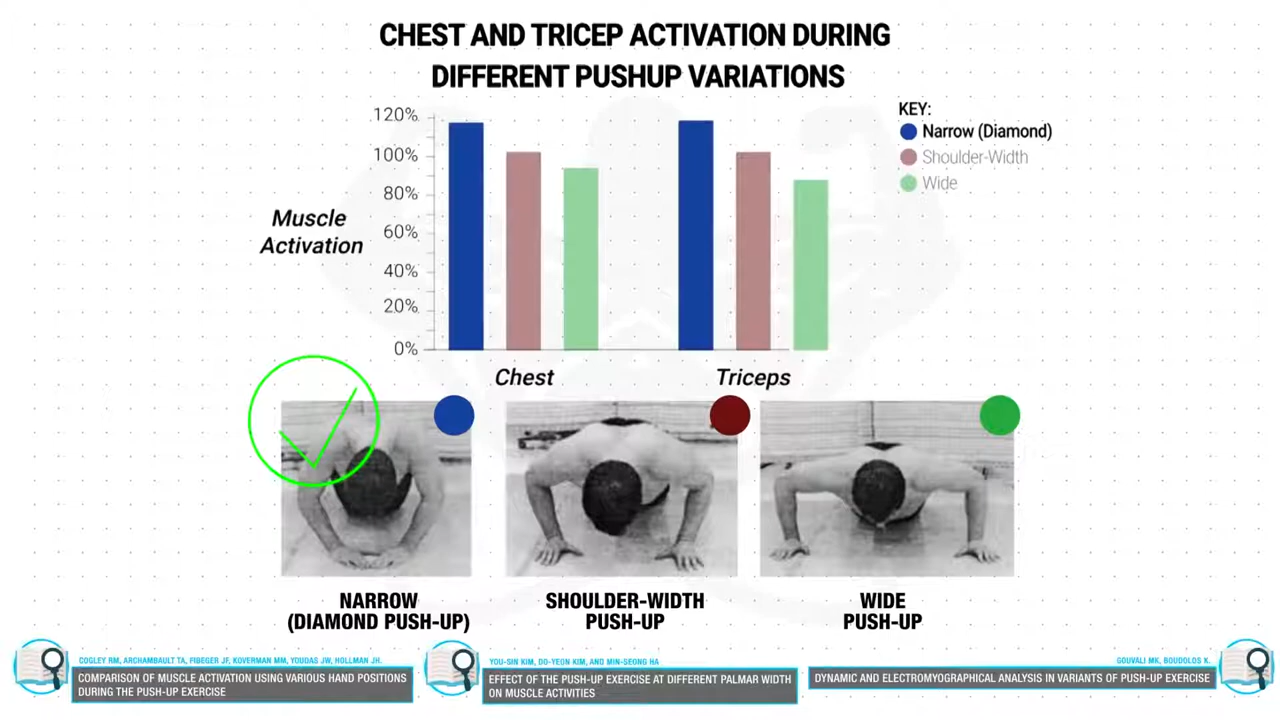 CHEST AND TRICEP ACTIVATION DURING
DIFFERENT PUSHUP VARIATIONS
KEY:
Narrow (Diamond)
Shoulder-Width
Wide
120%
100%
80%
60%
40%
20%
0%
Muscle
Activation
Chest
Triceps
NARROW
(DIAMOND PUSH-UP)
SHOULDER-WIDTH
PUSH-UP
WIDE
PUSH-UP
COGLEY RM, ARCHAMBAULT TA, FIBEGER JF, KOVERMAN MM, YOUDAS JW, HOLLMAN JH.
COMPARISON OF MUSCLE ACTIVATION USING VARIOUS HAND POSITIONS
DURING THE PUSH-UP EXERCISE
YOU-SIN KIM, DO-YEON KIM, AND MIN-SEONG HA
EFFECT OF THE PUSH-UP EXERCISE AT DIFFERENT PALMAR WIDTH
ON MUSCLE ACTIVITIES
GOUVALI MK, BOUDOLOS K.
DYNAMIC AND ELECTROMYOGRAPHICAL ANALYSIS IN VARIANTS OF PUSH-UP EXERCISE